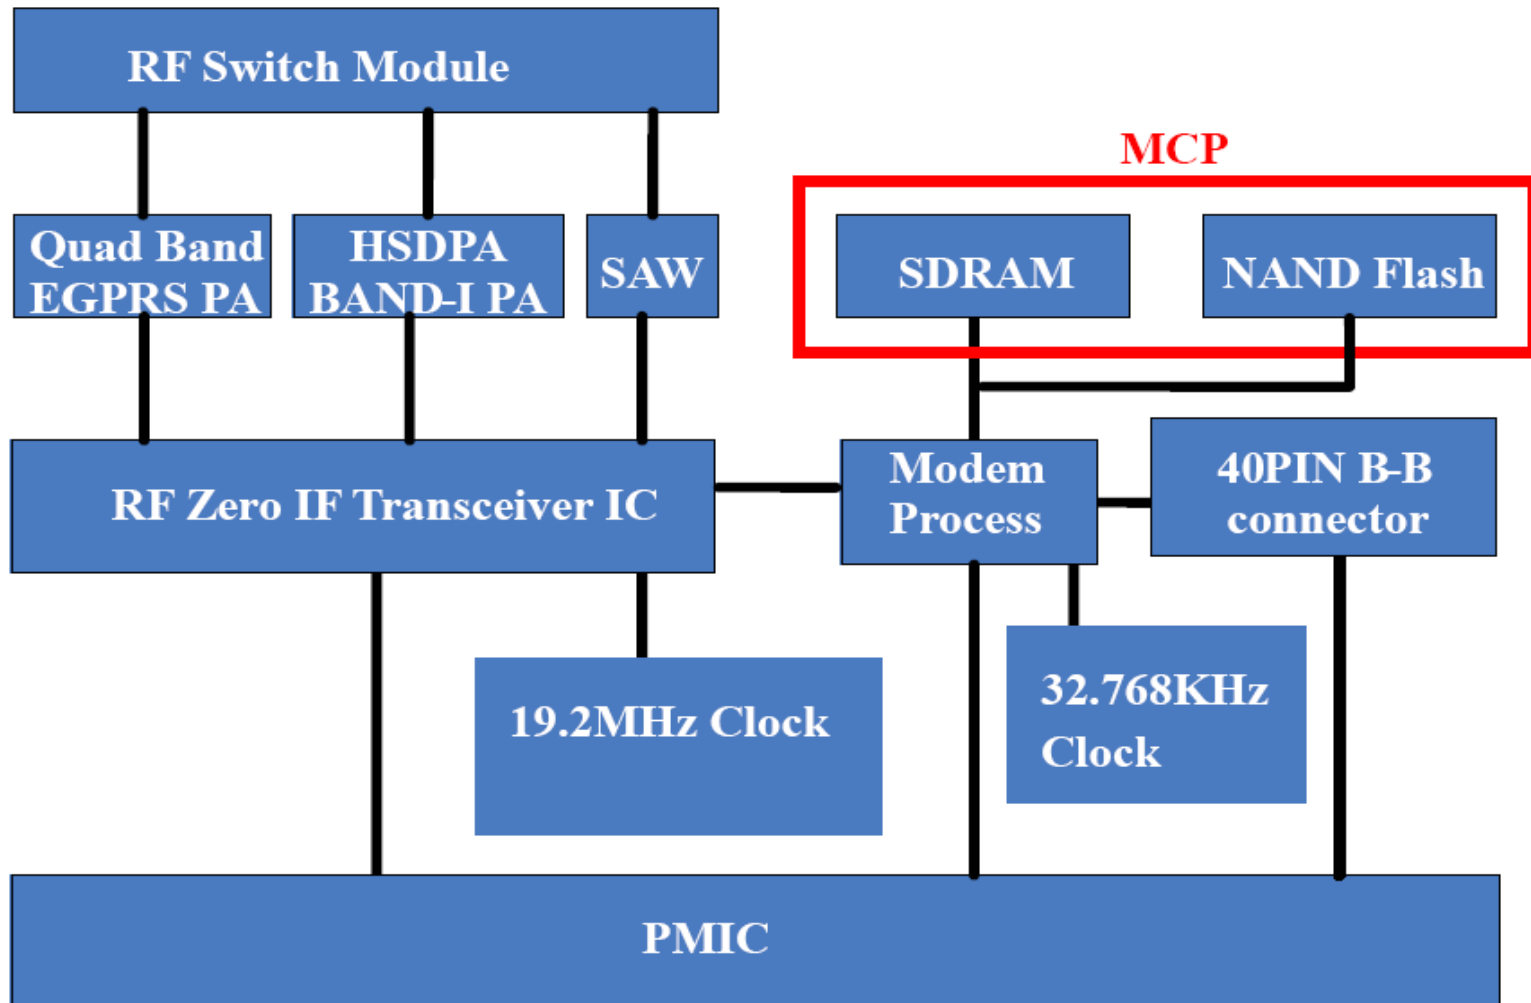 RF Switch Module
MCP
Quad Band
EGPRS PA
HSDPA
BAND-I PA
SAW
SDRAM
NAND Flash
RF Zero IF Transceiver IC
Modem
Process
40PIN B-B
connector
19.2MHz Clock
32.768KHz
Clock
PMIC